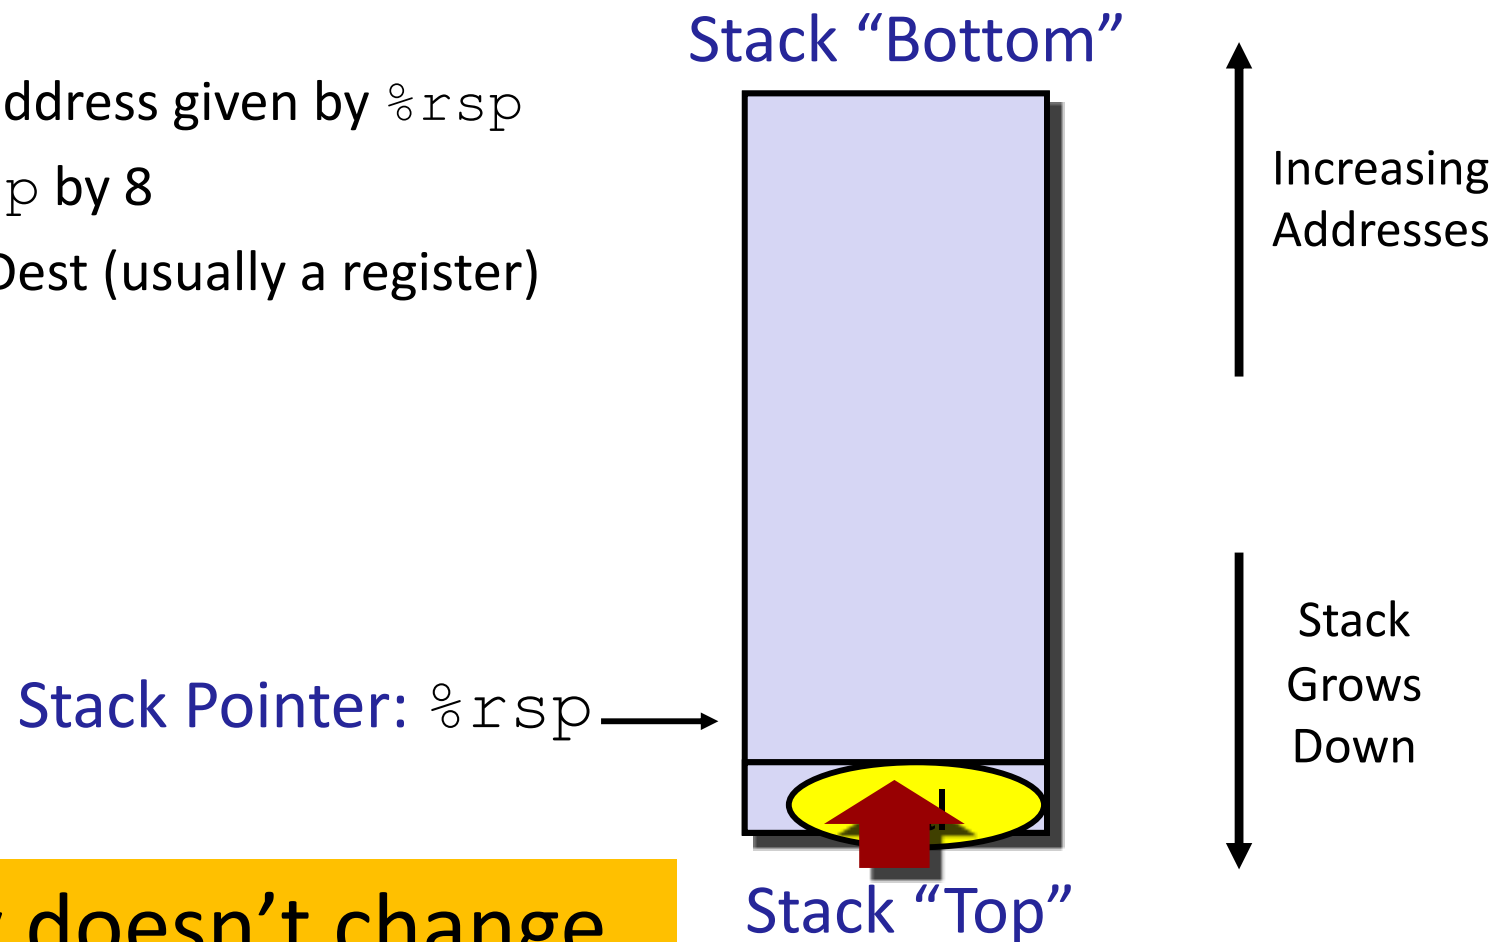 Stack “Bottom”
ddress given by %rsp
p by 8
Dest (usually a register)
Increasing
Addresses
Stack
Grows
Down
Stack Pointer: %rsp
doesn’t change
Stack “Top”